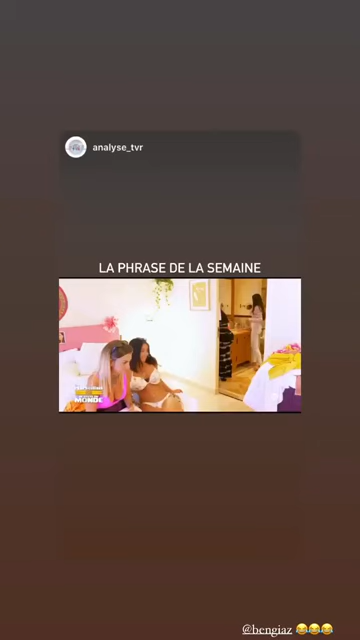 analyse_tvr
LA PHRASE DE LA SEMAINE
MONDE
@bengiaz 😂😂😂